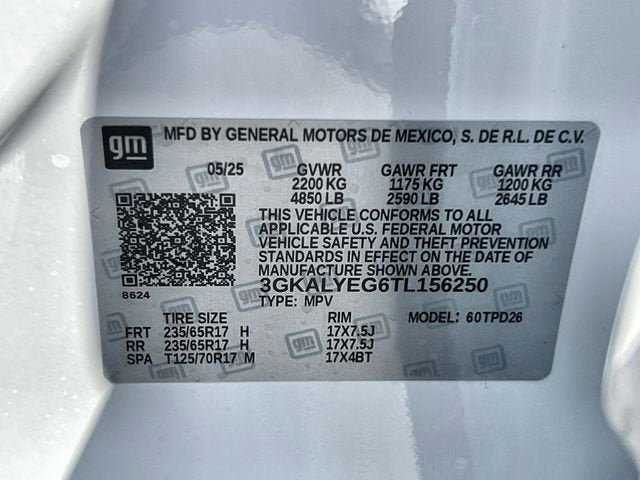 gm MFD BY GENERAL MOTORS DE MEXICO, S. DE R.L. DE C.V.
05/25 GVWR GAWR FRT GAWR RR
2200 KG 1175 KG 1200 KG
4850 LB 2590 LB 2645 LB
THIS VEHICLE CONFORMS TO ALL
APPLICABLE U.S. FEDERAL MOTOR
VEHICLE SAFETY AND THEFT PREVENTION
STANDARDS IN EFFECT ON THE DATE OF
MANUFACTURE SHOWN ABOVE.
8624
3GKALYEG6TL156250
TYPE: MPV
TIRE SIZE RIM MODEL: 60TPD26
FRT 235/65R17 H 17X7.5J
RR 235/65R17 H 17X7.5J
SPA T125/70R17 M 17X4BT